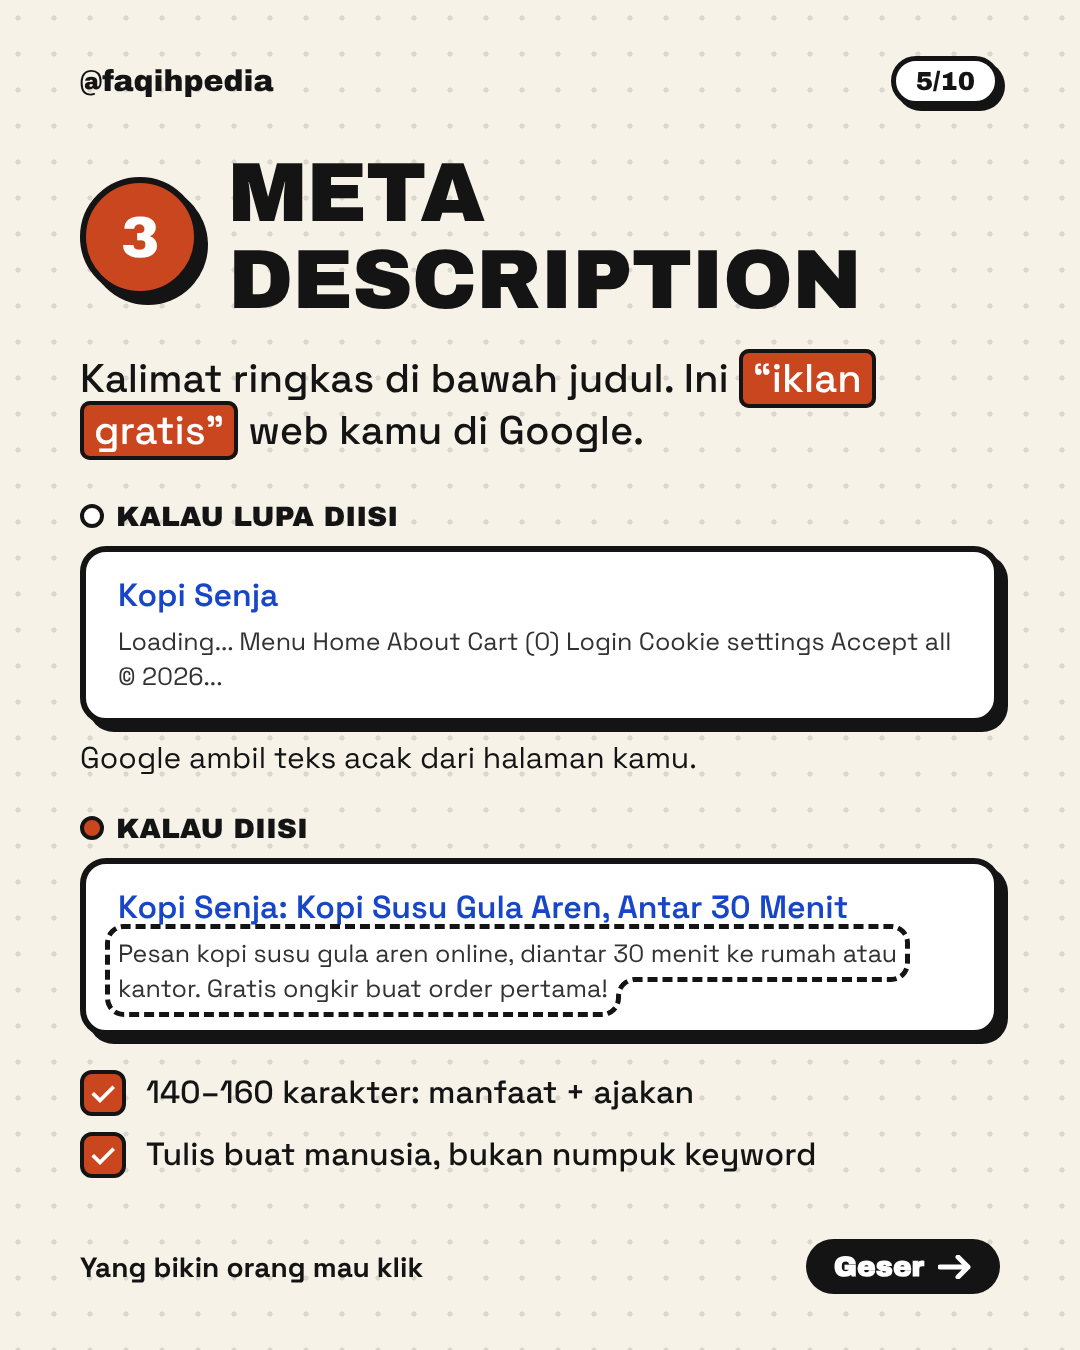 @faqihpedia
5/10
3
META
DESCRIPTION
Kalimat ringkas di bawah judul. Ini “iklan
gratis” web kamu di Google.
KALAU LUPA DIISI
Kopi Senja
Loading... Menu Home About Cart (0) Login Cookie settings Accept all
© 2026...
Google ambil teks acak dari halaman kamu.
KALAU DIISI
Kopi Senja: Kopi Susu Gula Aren, Antar 30 Menit
Pesan kopi susu gula aren online, diantar 30 menit ke rumah atau
kantor. Gratis ongkir buat order pertama!
140–160 karakter: manfaat + ajakan
Tulis buat manusia, bukan numpuk keyword
Yang bikin orang mau klik
Geser →